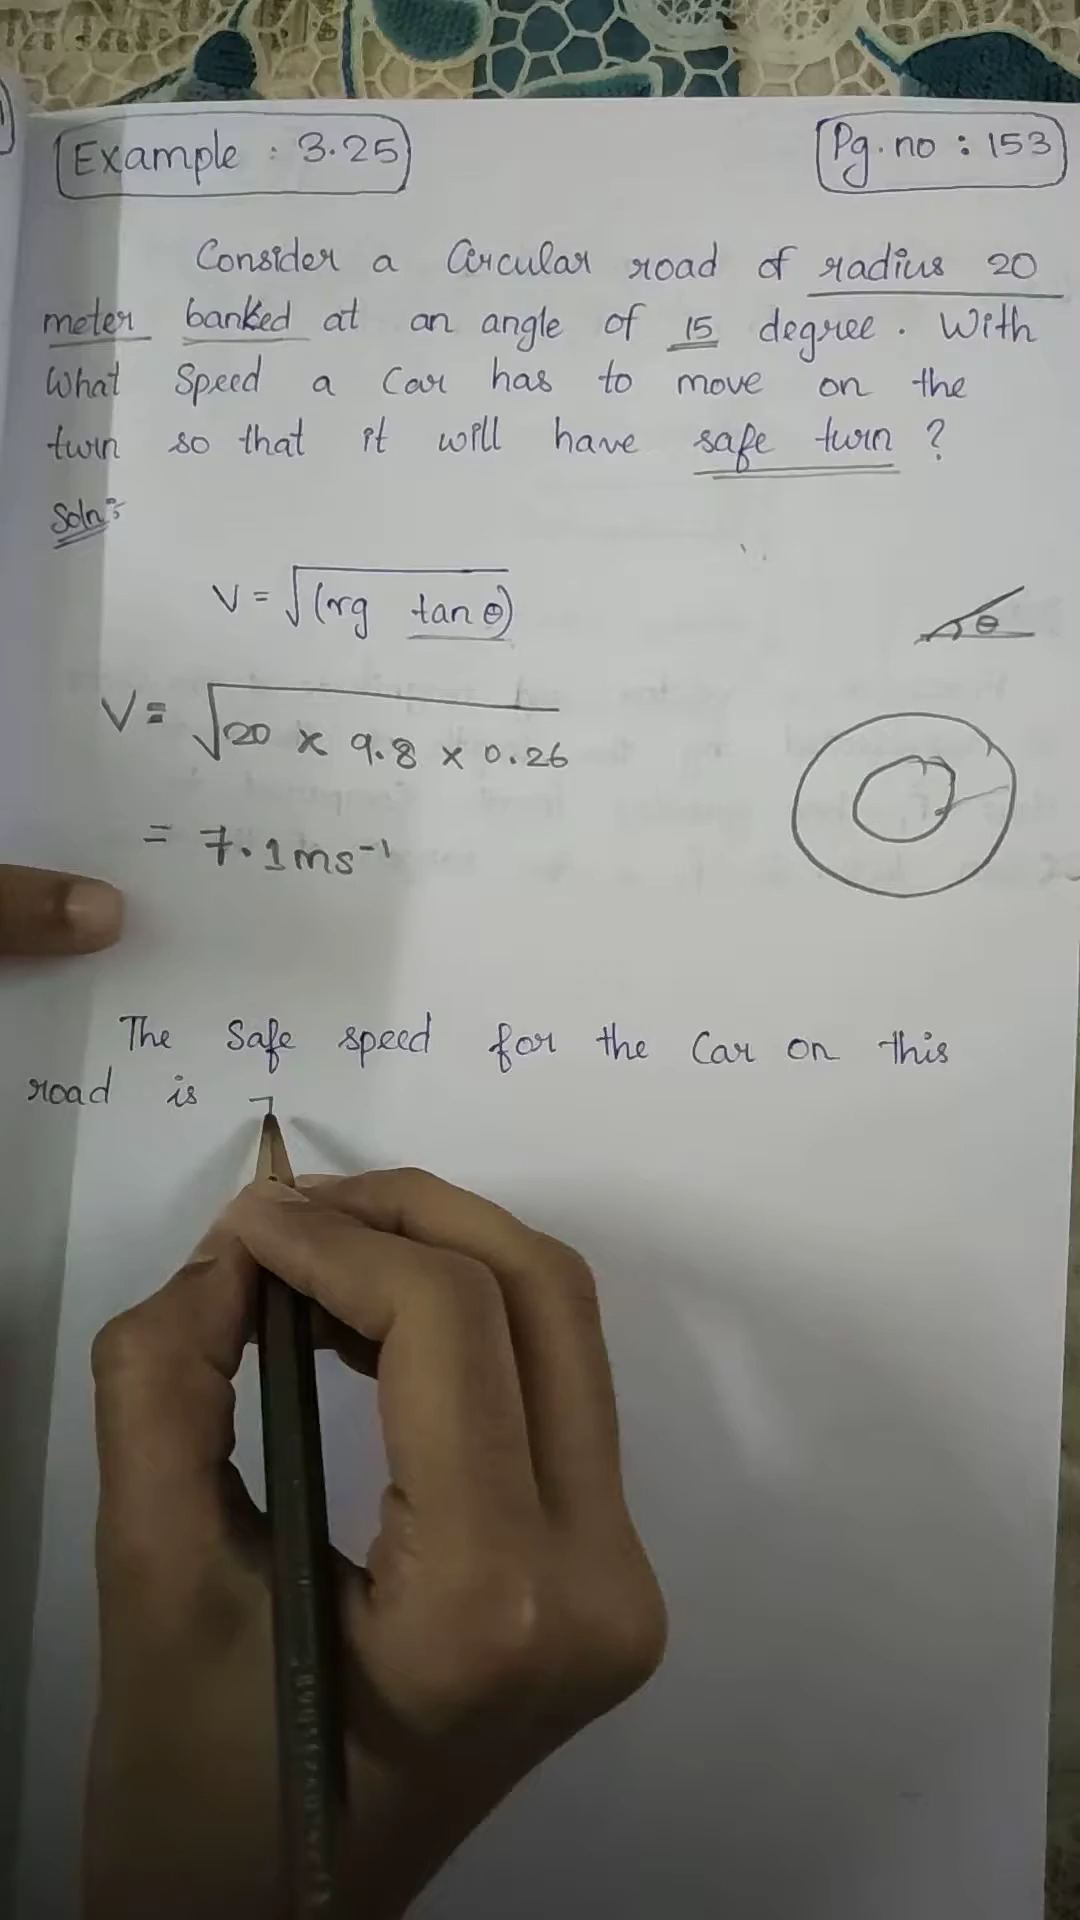 Example : 3.25
Pg.no : 153
Consider a Circular road of radius 20
meter banked at an angle of 15 degree. With
What Speed a Car has to move on the
turn so that it will have safe turn ?
Soln:
V = √(rg tan θ)
θ
V = √20 x 9.8 x 0.26
= 7.1ms⁻¹
The Safe speed for the Car on this
road is 7